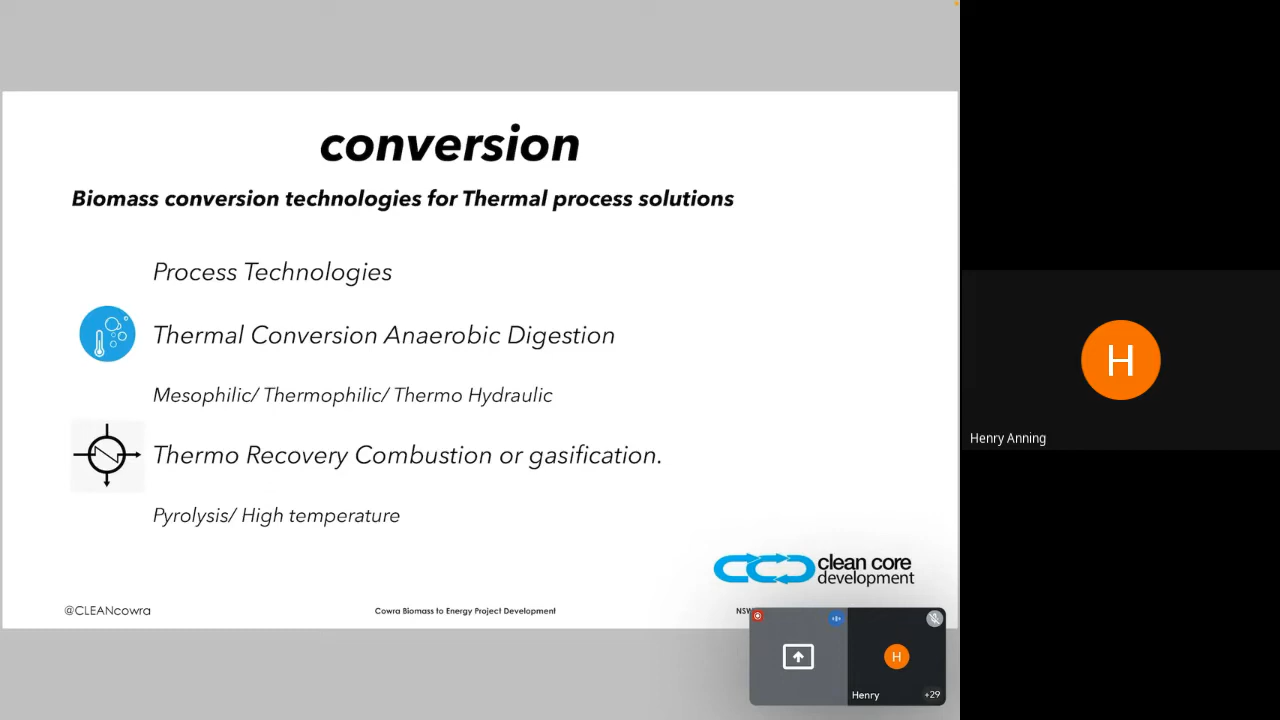 conversion
Biomass conversion technologies for Thermal process solutions
Process Technologies
Thermal Conversion Anaerobic Digestion
Mesophilic/ Thermophilic/ Thermo Hydraulic
Thermo Recovery Combustion or gasification.
Pyrolysis/ High temperature
clean core
development
@CLEANcowra
Cowra Biomass to Energy Project Development
NSW
H
Henry
+29
H
Henry Anning